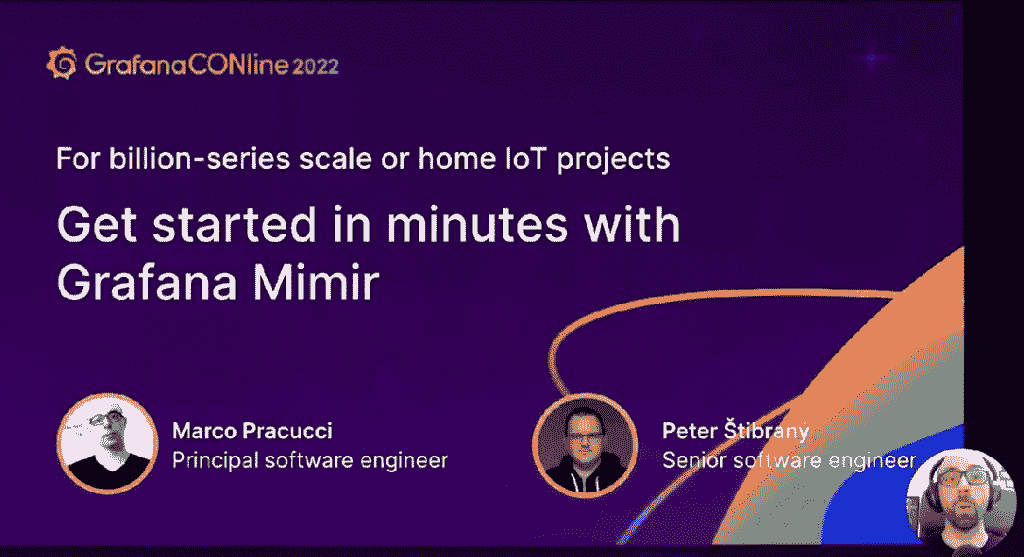 GrafanaCONline 2022
For billion-series scale or home IoT projects
Get started in minutes with
Grafana Mimir
Marco Pracucci
Principal software engineer
Peter Štibraný
Senior software engineer